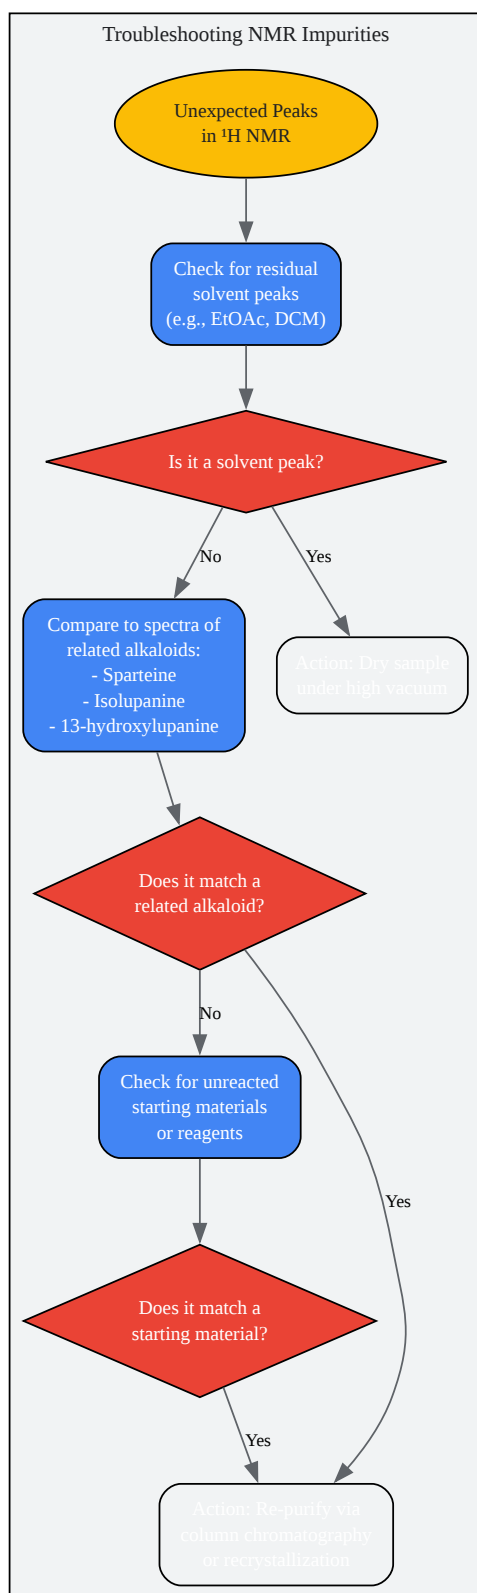 Troubleshooting NMR Impurities
Unexpected Peaks
in ¹H NMR
Check for residual
solvent peaks
(e.g., EtOAc, DCM)
Is it a solvent peak?
No
Yes
Compare to spectra of
related alkaloids:
- Sparteine
- Isolupanine
- 13-hydroxylupanine
Action: Dry sample
under high vacuum
Does it match a
related alkaloid?
No
Check for unreacted
starting materials
or reagents
Yes
Does it match a
starting material?
Yes
Action: Re-purify via
column chromatography
or recrystallization